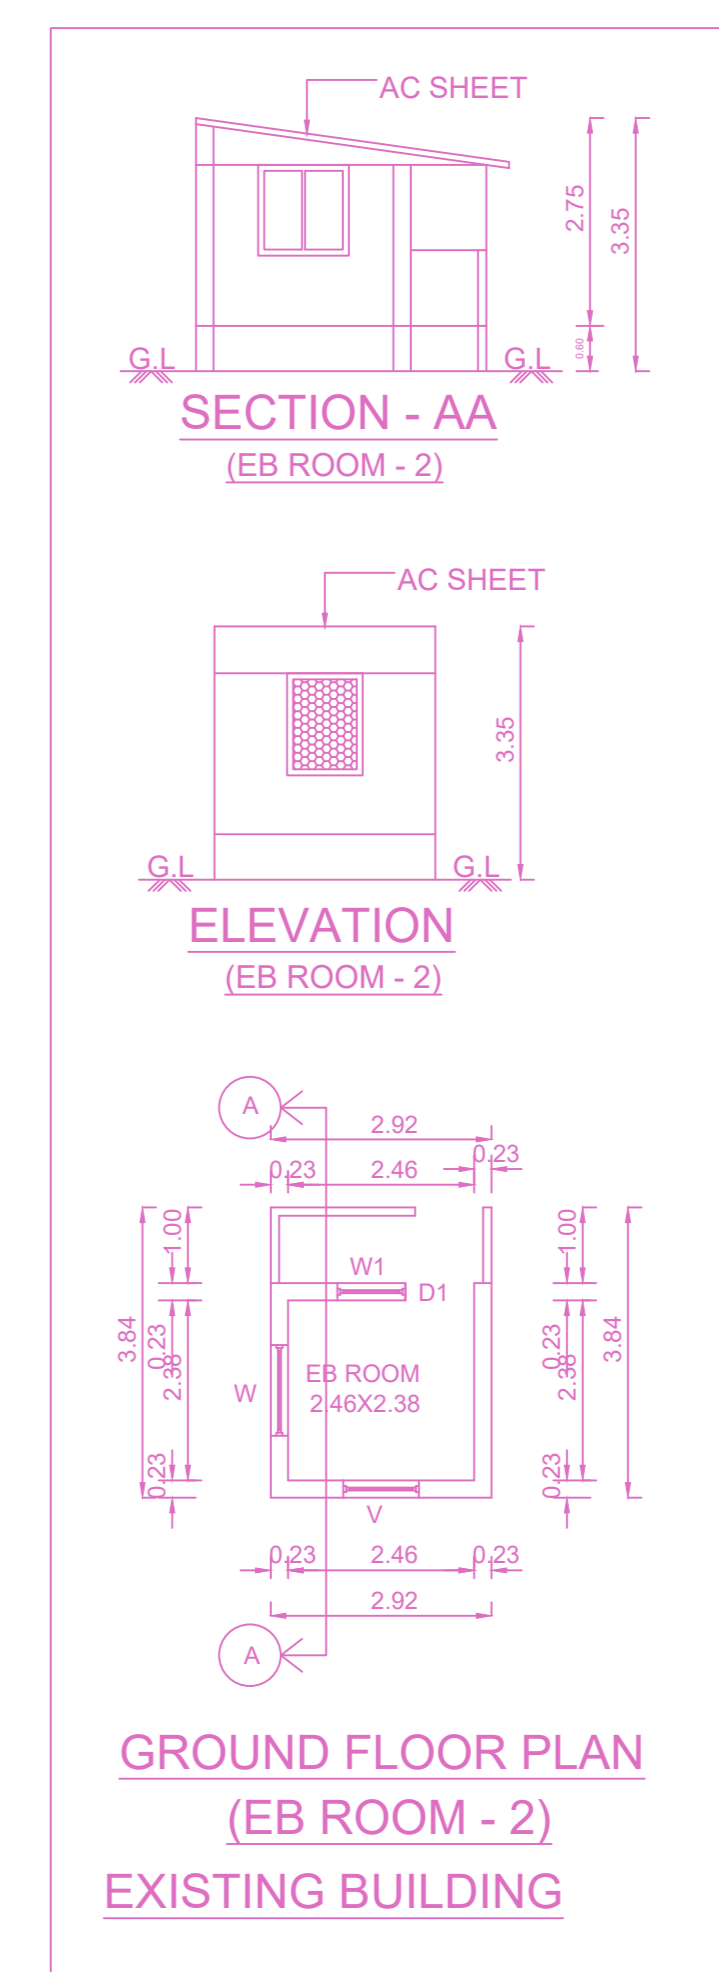 AC SHEET
2.75
3.35
0.60
G.L
G.L
SECTION - AA
(EB ROOM - 2)
AC SHEET
3.35
G.L
G.L
ELEVATION
(EB ROOM - 2)
A
2.92
0.23
2.46
0.23
1.00
1.00
W1
D1
3.84
0.23
2.38
0.23
2.38
3.84
EB ROOM
W
2.46X2.38
0.23
0.23
V
0.23
2.46
0.23
2.92
A
GROUND FLOOR PLAN
(EB ROOM - 2)
EXISTING BUILDING